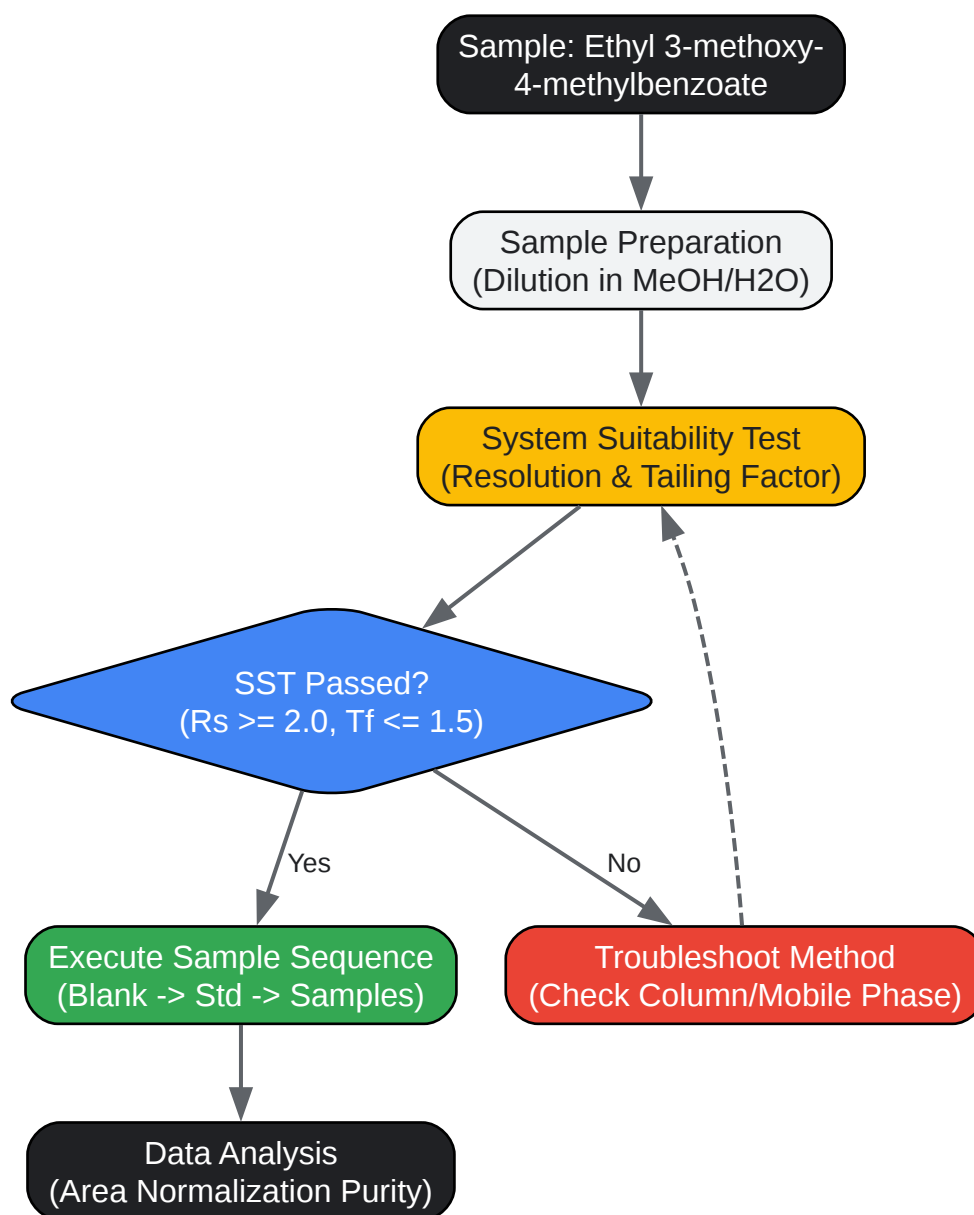 Sample: Ethyl 3-methoxy-
4-methylbenzoate
Sample Preparation
(Dilution in MeOH/H2O)
System Suitability Test
(Resolution & Tailing Factor)
SST Passed?
(Rs >= 2.0, Tf <= 1.5)
Yes
No
Execute Sample Sequence
(Blank -> Std -> Samples)
Troubleshoot Method
(Check Column/Mobile Phase)
Data Analysis
(Area Normalization Purity)